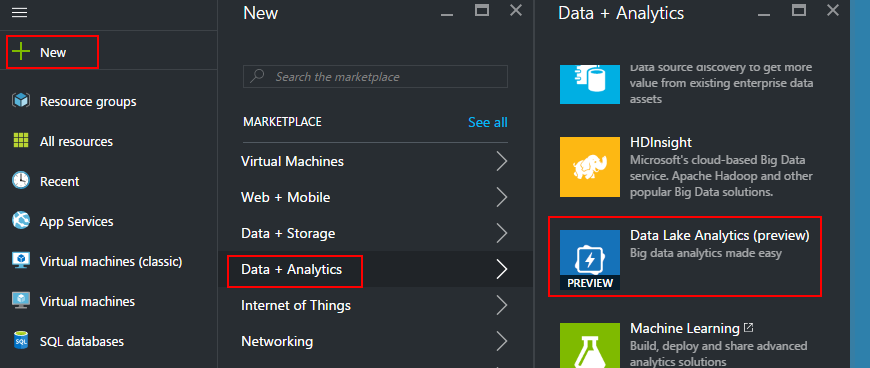 New
Resource groups
All resources
Recent
App Services
Virtual machines (classic)
Virtual machines
SQL databases
New
Search the marketplace
MARKETPLACE
See all
Virtual Machines
Web + Mobile
Data + Storage
Data + Analytics
Internet of Things
Networking
Data + Analytics
Data source discovery to get more
value from existing enterprise data
assets
HDInsight
Microsoft's cloud-based Big Data
service. Apache Hadoop and other
popular Big Data solutions.
Data Lake Analytics (preview)
Big data analytics made easy
PREVIEW
Machine Learning
Build, deploy and share advanced
analytics solutions